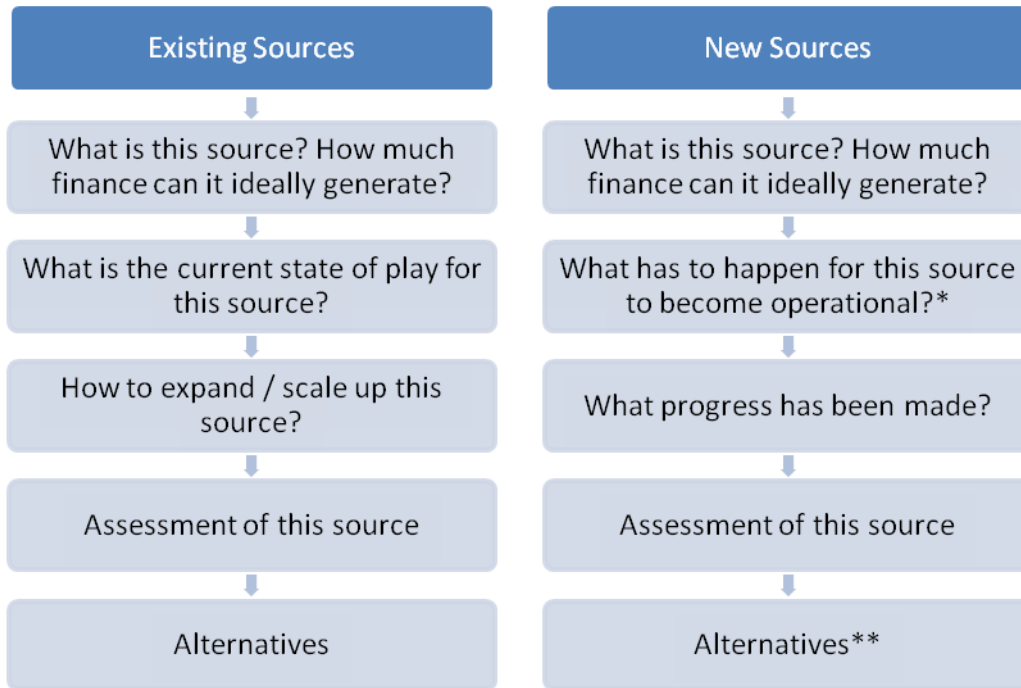 Existing Sources
What is this source? How much
finance can it ideally generate?
What is the current state of play for
this source?
How to expand / scale up this
source?
Assessment of this source
Alternatives
New Sources
What is this source? How much
finance can it ideally generate?
What has to happen for this source
to become operational?*
What progress has been made?
Assessment of this source
Alternatives**